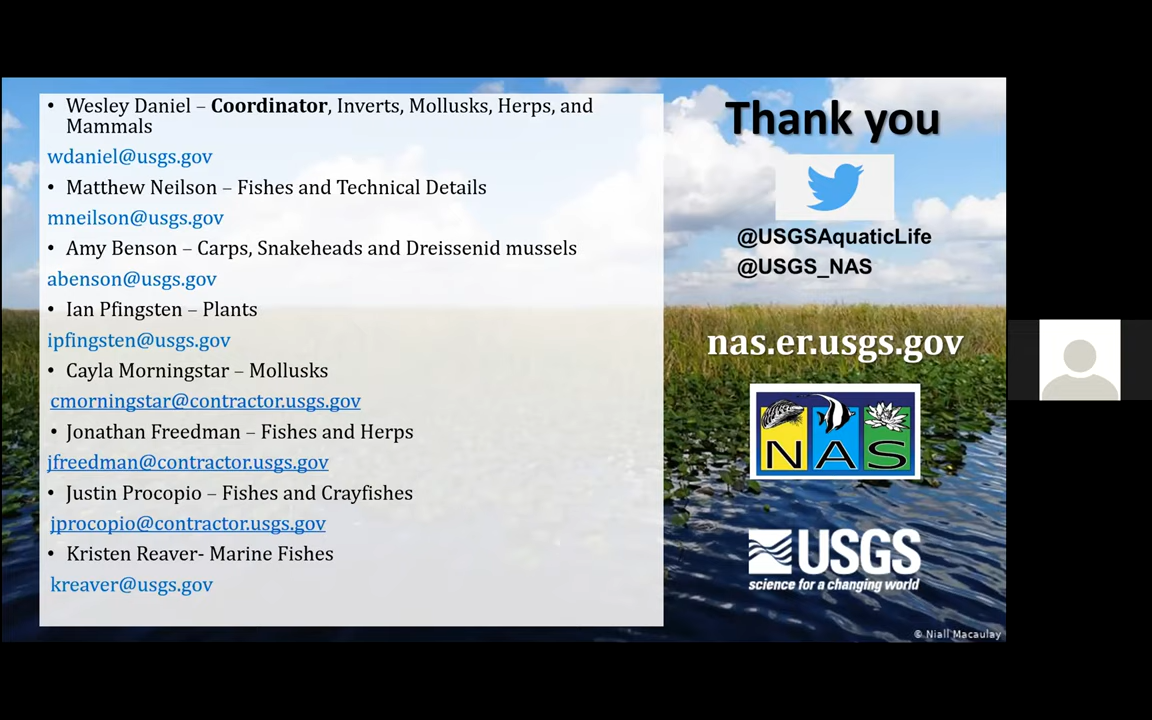 • Wesley Daniel – Coordinator, Inverts, Mollusks, Herps, and
Mammals
wdaniel@usgs.gov
• Matthew Neilson – Fishes and Technical Details
mneilson@usgs.gov
• Amy Benson – Carps, Snakeheads and Dreissenid mussels
abenson@usgs.gov
• Ian Pfingsten – Plants
ipfingsten@usgs.gov
• Cayla Morningstar – Mollusks
cmorningstar@contractor.usgs.gov
• Jonathan Freedman – Fishes and Herps
jfreedman@contractor.usgs.gov
• Justin Procopio – Fishes and Crayfishes
jprocopio@contractor.usgs.gov
• Kristen Reaver- Marine Fishes
kreaver@usgs.gov
Thank you
@USGSAquaticLife
@USGS_NAS
nas.er.usgs.gov
NAS
USGS
science for a changing world
© Niall Macaulay